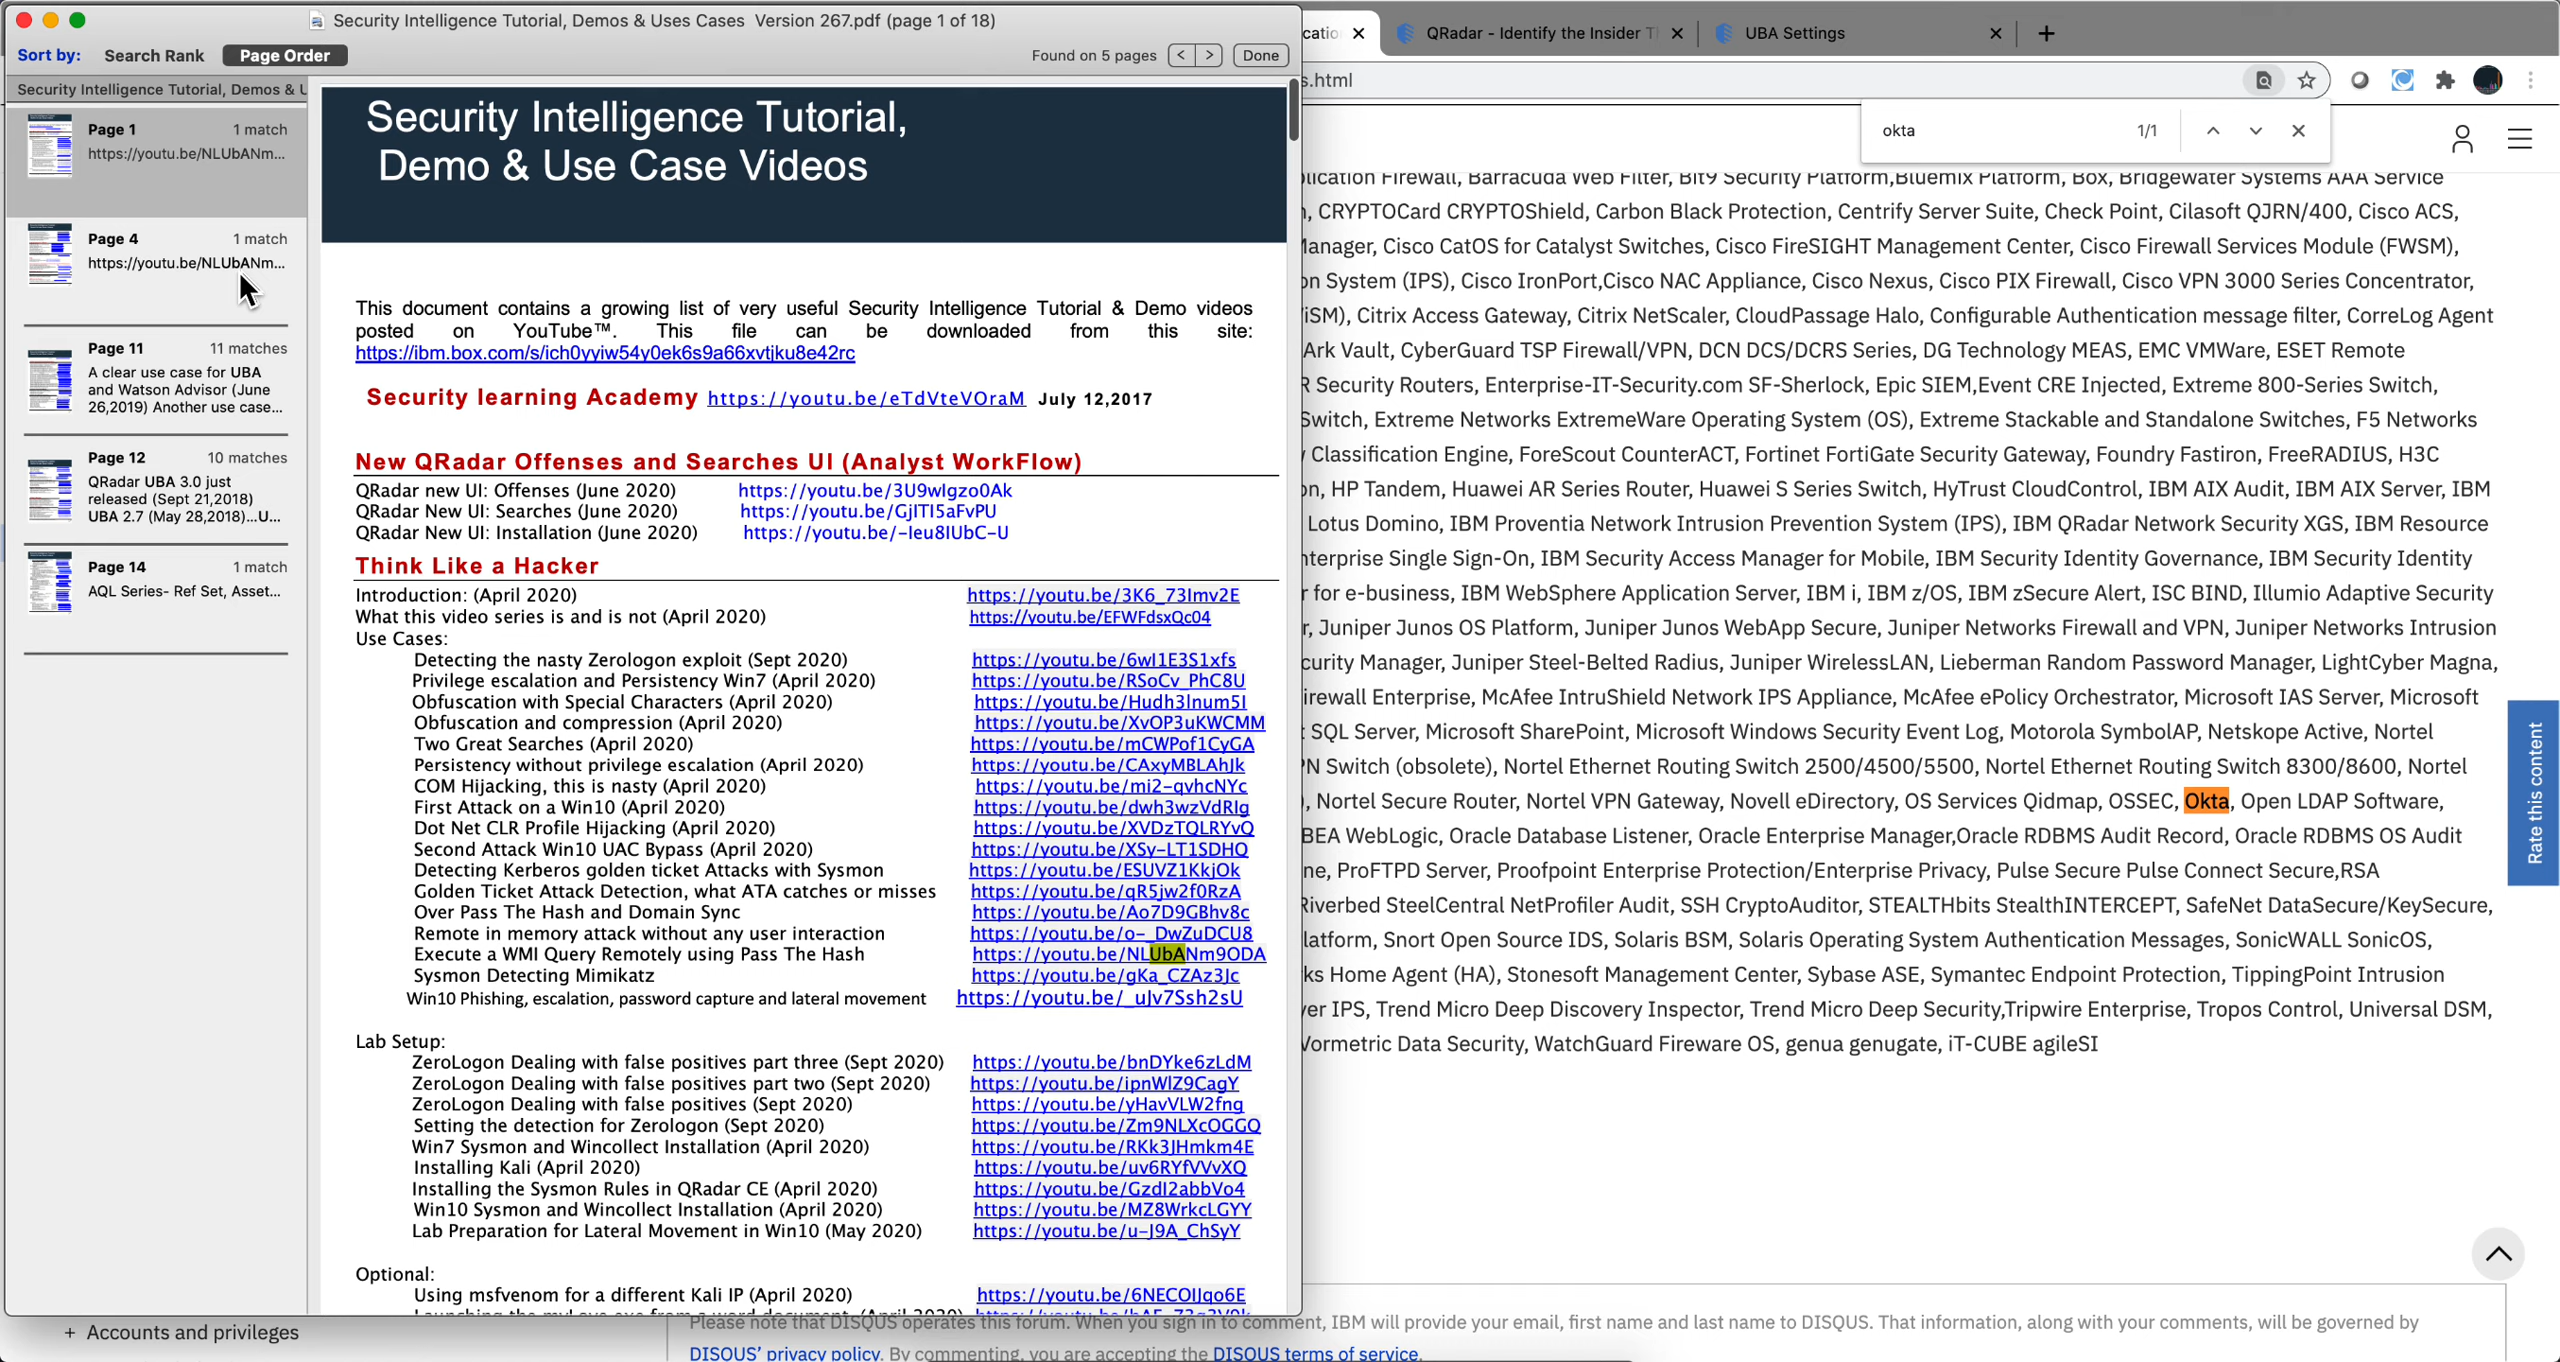 Security Intelligence Tutorial, Demos & Uses Cases  Version 267.pdf (page 1 of 18)
Sort by:
Search Rank
Page Order
Found on 5 pages
<
>
Done
Security Intelligence Tutorial, Demos & U
Page 1
1 match
https://youtu.be/NLUbANm...
Page 4
1 match
https://youtu.be/NLUbANm...
Page 11
11 matches
A clear use case for UBA
and Watson Advisor (June
26,2019) Another use case...
Page 12
10 matches
QRadar UBA 3.0 just
released (Sept 21,2018)
UBA 2.7 (May 28,2018)...U...
Page 14
1 match
AQL Series- Ref Set, Asset...
Security Intelligence Tutorial,
Demo & Use Case Videos
This document contains a growing list of very useful Security Intelligence Tutorial & Demo videos
posted on YouTube™. This file can be downloaded from this site:
https://ibm.box.com/s/ich0yyiw54y0ek6s9a66xvtjku8e42rc
Security learning Academy https://youtu.be/eTdVteVOraM July 12,2017
New QRadar Offenses and Searches UI (Analyst WorkFlow)
QRadar new UI: Offenses (June 2020) https://youtu.be/3U9wlgzo0Ak
QRadar New UI: Searches (June 2020) https://youtu.be/GjITI5aFvPU
QRadar New UI: Installation (June 2020) https://youtu.be/-Ieu8IUbC-U
Think Like a Hacker
Introduction: (April 2020) https://youtu.be/3K6_73Imv2E
What this video series is and is not (April 2020) https://youtu.be/EFWFdsxQc04
Use Cases:
Detecting the nasty Zerologon exploit (Sept 2020) https://youtu.be/6wI1E3S1xfs
Privilege escalation and Persistency Win7 (April 2020) https://youtu.be/RSoCv_PhC8U
Obfuscation with Special Characters (April 2020) https://youtu.be/Hudh3Inum5I
Obfuscation and compression (April 2020) https://youtu.be/XvOP3uKWCMM
Two Great Searches (April 2020) https://youtu.be/mCWPof1CyGA
Persistency without privilege escalation (April 2020) https://youtu.be/CAxyMBLAhJk
COM Hijacking, this is nasty (April 2020) https://youtu.be/mi2-qvhcNYc
First Attack on a Win10 (April 2020) https://youtu.be/dwh3wzVdRIg
Dot Net CLR Profile Hijacking (April 2020) https://youtu.be/XVDzTQLRYvQ
Second Attack Win10 UAC Bypass (April 2020) https://youtu.be/XSy-LT1SDHQ
Detecting Kerberos golden ticket Attacks with Sysmon https://youtu.be/ESUVZ1KkjOk
Golden Ticket Attack Detection, what ATA catches or misses https://youtu.be/qR5jw2f0RzA
Over Pass The Hash and Domain Sync https://youtu.be/Ao7D9GBhv8c
Remote in memory attack without any user interaction https://youtu.be/o-_DwZuDCU8
Execute a WMI Query Remotely using Pass The Hash https://youtu.be/NLUbANm9ODA
Sysmon Detecting Mimikatz https://youtu.be/gKa_CZAz3Jc
Win10 Phishing, escalation, password capture and lateral movement https://youtu.be/_uJv7Ssh2sU
Lab Setup:
ZeroLogon Dealing with false positives part three (Sept 2020) https://youtu.be/bnDYke6zLdM
ZeroLogon Dealing with false positives part two (Sept 2020) https://youtu.be/ipnWlZ9CagY
ZeroLogon Dealing with false positives (Sept 2020) https://youtu.be/yHavVLW2fng
Setting the detection for Zerologon (Sept 2020) https://youtu.be/Zm9NLXcOGGQ
Win7 Sysmon and Wincollect Installation (April 2020) https://youtu.be/RKk3JHmkm4E
Installing Kali (April 2020) https://youtu.be/uv6RYfVVvXQ
Installing the Sysmon Rules in QRadar CE (April 2020) https://youtu.be/GzdI2abbVo4
Win10 Sysmon and Wincollect Installation (April 2020) https://youtu.be/MZ8WrkcLGYY
Lab Preparation for Lateral Movement in Win10 (May 2020) https://youtu.be/u-J9A_ChSyY
Optional:
Using msfvenom for a different Kali IP (April 2020) https://youtu.be/6NECOIJqo6E
+ Accounts and privileges
catio
QRadar - Identify the Insider T
UBA Settings
s.html
okta
1/1
lication Firewall, Barracuda Web Filter, Bit9 Security Platform,Bluemix Platform, Box, Bridgewater Systems AAA Service
, CRYPTOCard CRYPTOShield, Carbon Black Protection, Centrify Server Suite, Check Point, Cilasoft QJRN/400, Cisco ACS,
Manager, Cisco CatOS for Catalyst Switches, Cisco FireSIGHT Management Center, Cisco Firewall Services Module (FWSM),
on System (IPS), Cisco IronPort,Cisco NAC Appliance, Cisco Nexus, Cisco PIX Firewall, Cisco VPN 3000 Series Concentrator,
iSM), Citrix Access Gateway, Citrix NetScaler, CloudPassage Halo, Configurable Authentication message filter, CorreLog Agent
Ark Vault, CyberGuard TSP Firewall/VPN, DCN DCS/DCRS Series, DG Technology MEAS, EMC VMWare, ESET Remote
R Security Routers, Enterprise-IT-Security.com SF-Sherlock, Epic SIEM,Event CRE Injected, Extreme 800-Series Switch,
Switch, Extreme Networks ExtremeWare Operating System (OS), Extreme Stackable and Standalone Switches, F5 Networks
Classification Engine, ForeScout CounterACT, Fortinet FortiGate Security Gateway, Foundry Fastiron, FreeRADIUS, H3C
on, HP Tandem, Huawei AR Series Router, Huawei S Series Switch, HyTrust CloudControl, IBM AIX Audit, IBM AIX Server, IBM
Lotus Domino, IBM Proventia Network Intrusion Prevention System (IPS), IBM QRadar Network Security XGS, IBM Resource
nterprise Single Sign-On, IBM Security Access Manager for Mobile, IBM Security Identity Governance, IBM Security Identity
r for e-business, IBM WebSphere Application Server, IBM i, IBM z/OS, IBM zSecure Alert, ISC BIND, Illumio Adaptive Security
r, Juniper Junos OS Platform, Juniper Junos WebApp Secure, Juniper Networks Firewall and VPN, Juniper Networks Intrusion
curity Manager, Juniper Steel-Belted Radius, Juniper WirelessLAN, Lieberman Random Password Manager, LightCyber Magna,
irewall Enterprise, McAfee IntruShield Network IPS Appliance, McAfee ePolicy Orchestrator, Microsoft IAS Server, Microsoft
t SQL Server, Microsoft SharePoint, Microsoft Windows Security Event Log, Motorola SymbolAP, Netskope Active, Nortel
PN Switch (obsolete), Nortel Ethernet Routing Switch 2500/4500/5500, Nortel Ethernet Routing Switch 8300/8600, Nortel
), Nortel Secure Router, Nortel VPN Gateway, Novell eDirectory, OS Services Qidmap, OSSEC, Okta, Open LDAP Software,
BEA WebLogic, Oracle Database Listener, Oracle Enterprise Manager,Oracle RDBMS Audit Record, Oracle RDBMS OS Audit
ne, ProFTPD Server, Proofpoint Enterprise Protection/Enterprise Privacy, Pulse Secure Pulse Connect Secure,RSA
Riverbed SteelCentral NetProfiler Audit, SSH CryptoAuditor, STEALTHbits StealthINTERCEPT, SafeNet DataSecure/KeySecure,
latform, Snort Open Source IDS, Solaris BSM, Solaris Operating System Authentication Messages, SonicWALL SonicOS,
ks Home Agent (HA), Stonesoft Management Center, Sybase ASE, Symantec Endpoint Protection, TippingPoint Intrusion
ver IPS, Trend Micro Deep Discovery Inspector, Trend Micro Deep Security,Tripwire Enterprise, Tropos Control, Universal DSM,
Vormetric Data Security, WatchGuard Fireware OS, genua genugate, iT-CUBE agileSI
Rate this content
Please note that DISQUS operates this forum. When you sign in to comment, IBM will provide your email, first name and last name to DISQUS. That information, along with your comments, will be governed by
DISQUS' privacy policy. By commenting, you are accepting the DISQUS terms of service.